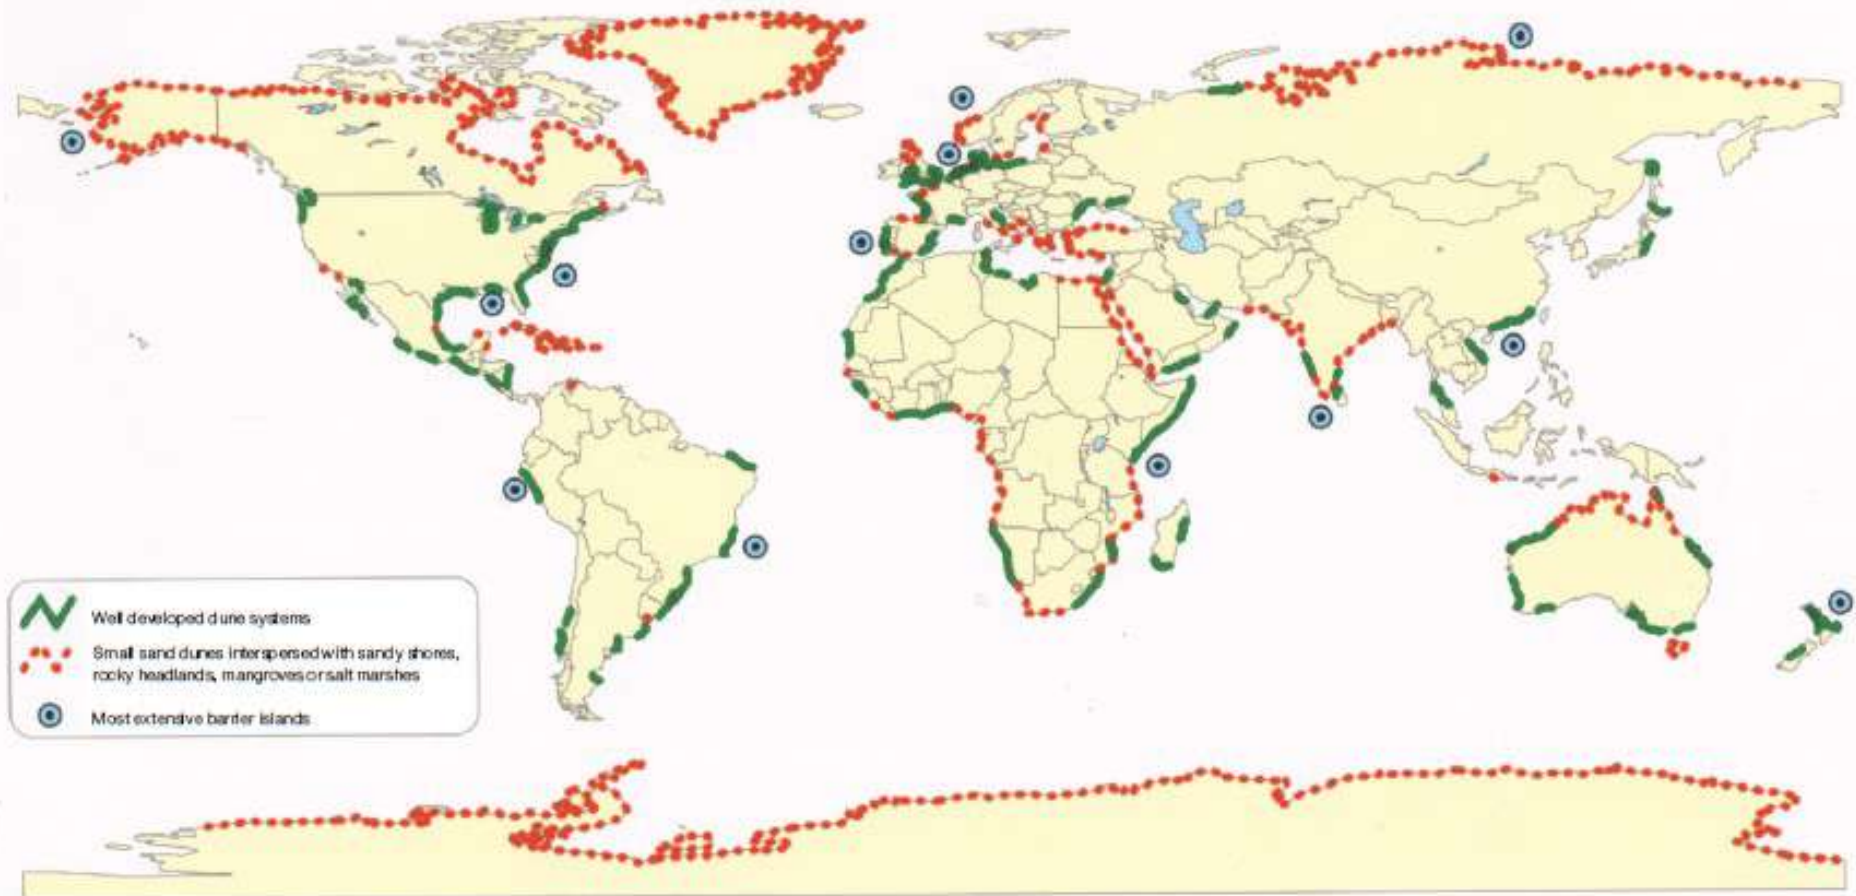 Well developed dune systems
Small sand dunes interspersed with sandy shores,
rocky headlands, mangroves or salt marshes
Most extensive barrier islands